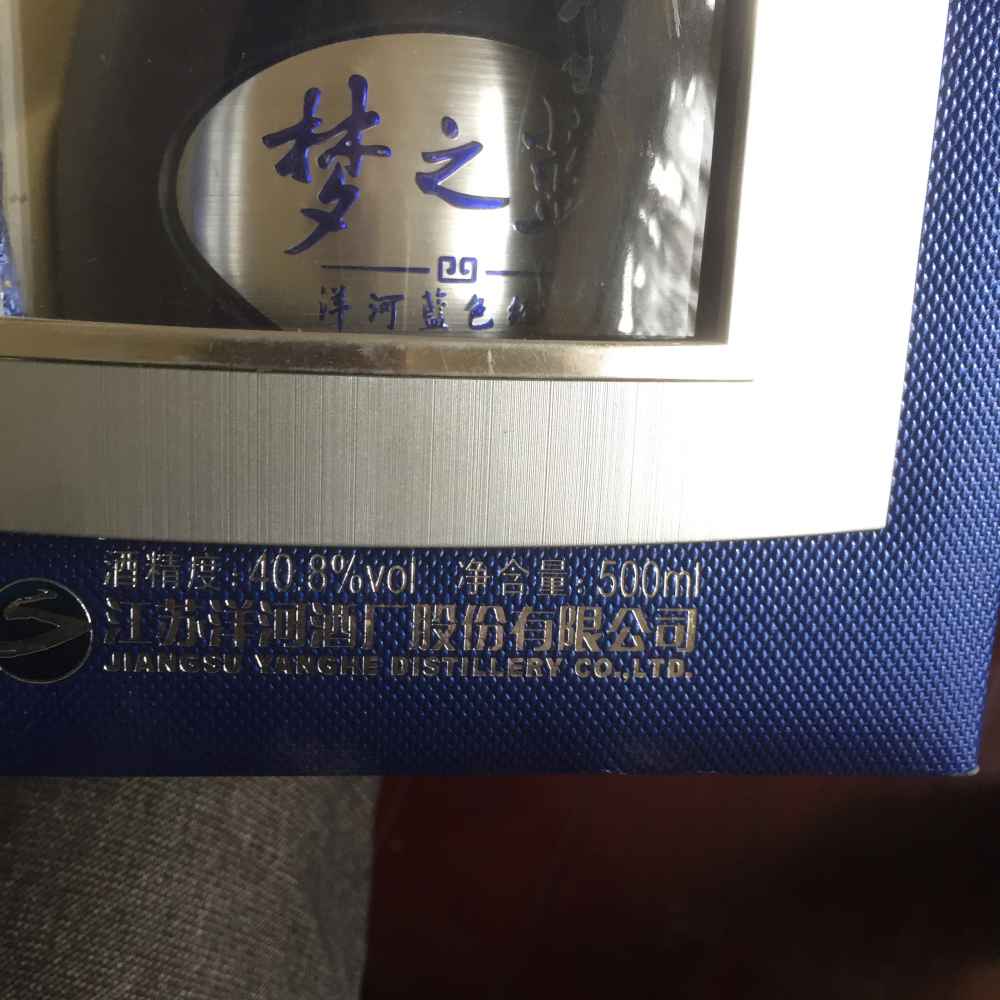 梦之
洋河蓝色
酒精度:40.8%vol 净含量:500ml
江苏洋河酒厂股份有限公司
JIANGSU YANGHE DISTILLERY CO.,LTD.